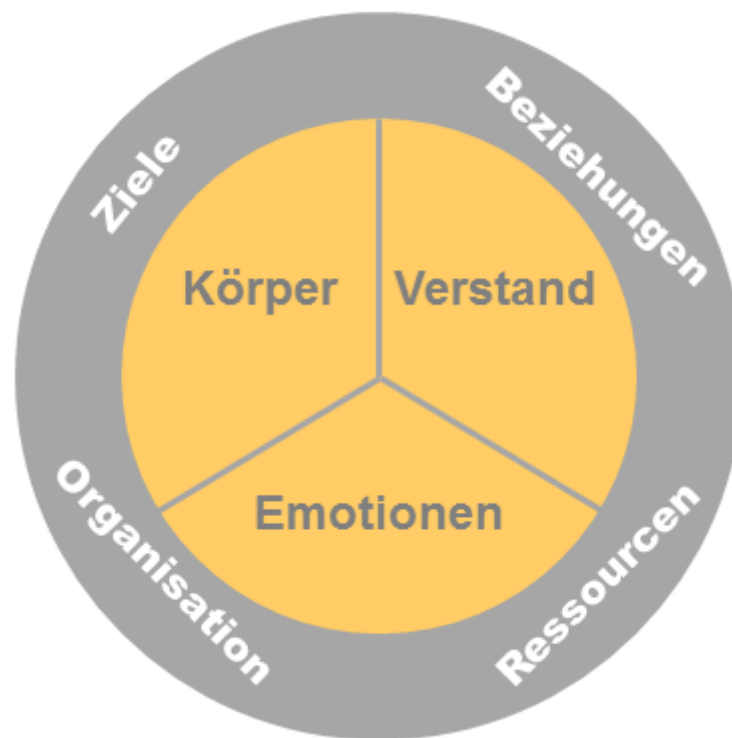 Ziele
Beziehungen
Körper
Verstand
Emotionen
Organisation
Ressourcen